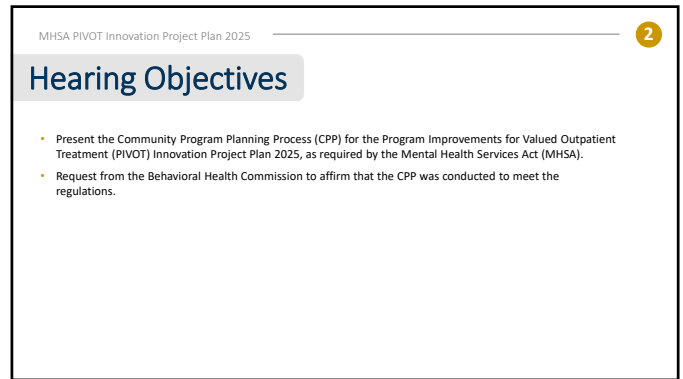 MHSA PIVOT Innovation Project Plan 2025
2
Hearing Objectives
• Present the Community Program Planning Process (CPP) for the Program Improvements for Valued Outpatient
Treatment (PIVOT) Innovation Project Plan 2025, as required by the Mental Health Services Act (MHSA).
• Request from the Behavioral Health Commission to affirm that the CPP was conducted to meet the
regulations.